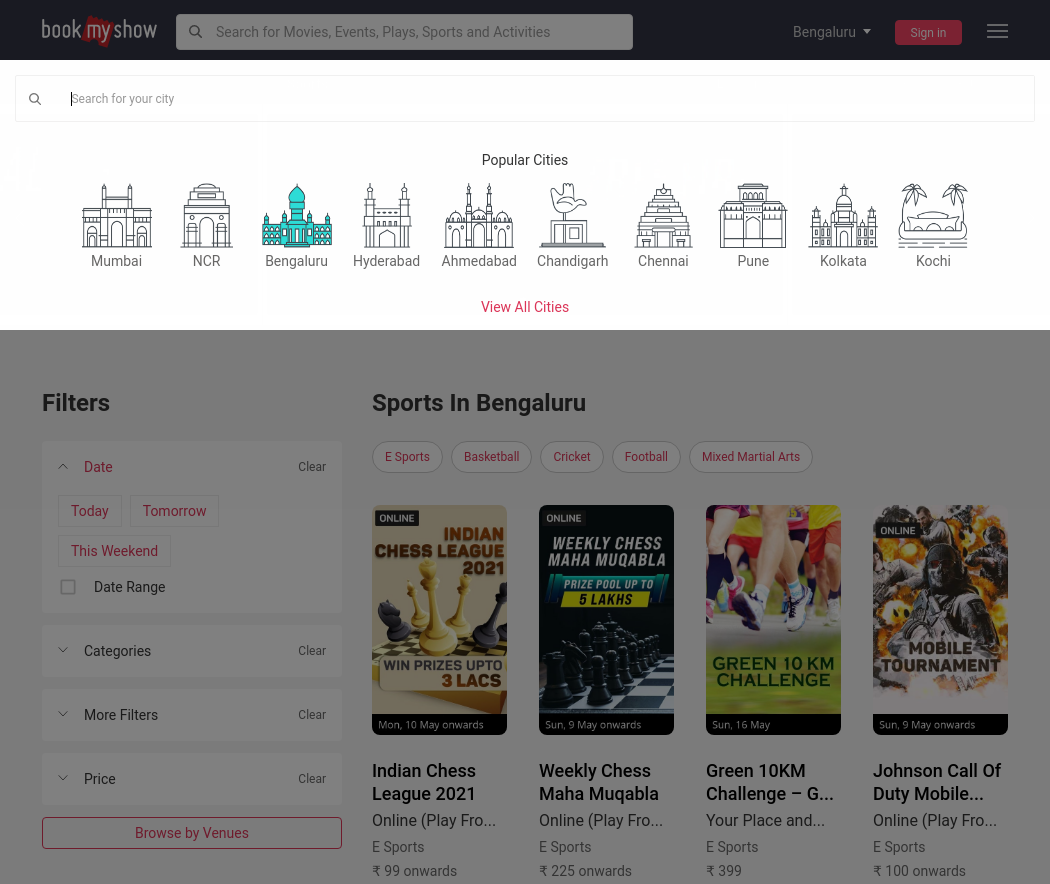 book my show
Search for Movies, Events, Plays, Sports and Activities
Bengaluru
Sign in
Search for your city
Popular Cities
Mumbai
NCR
Bengaluru
Hyderabad
Ahmedabad
Chandigarh
Chennai
Pune
Kolkata
Kochi
View All Cities
Filters
Date
Clear
Today
Tomorrow
This Weekend
Date Range
Categories
Clear
More Filters
Clear
Price
Clear
Browse by Venues
Sports In Bengaluru
E Sports
Basketball
Cricket
Football
Mixed Martial Arts
ONLINE
INDIAN
CHESS LEAGUE
2021
WIN PRIZES UPTO
3 LACS
Mon, 10 May onwards
Indian Chess
League 2021
Online (Play Fro...
E Sports
₹ 99 onwards
ONLINE
WEEKLY CHESS
MAHA MUQABLA
PRIZE POOL UP TO
5 LAKHS
Sun, 9 May onwards
Weekly Chess
Maha Muqabla
Online (Play Fro...
E Sports
₹ 225 onwards
GREEN 10 KM
CHALLENGE
Sun, 16 May
Green 10KM
Challenge – G...
Your Place and...
E Sports
₹ 399
ONLINE
MOBILE
TOURNAMENT
Sun, 9 May onwards
Johnson Call Of
Duty Mobile...
Online (Play Fro...
E Sports
₹ 100 onwards